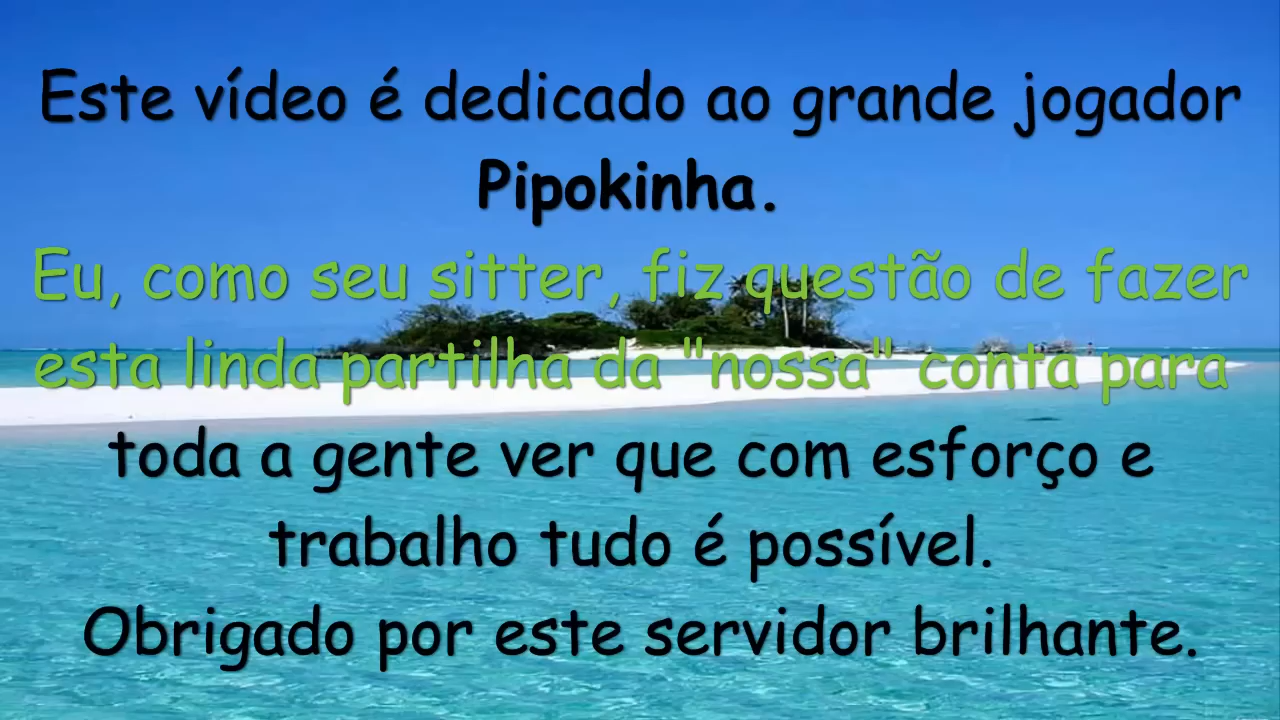 Este vídeo é dedicado ao grande jogador
Pipokinha.
Eu, como seu sitter, fiz questão de fazer
esta linda partilha da "nossa" conta para
toda a gente ver que com esforço e
trabalho tudo é possível.
Obrigado por este servidor brilhante.